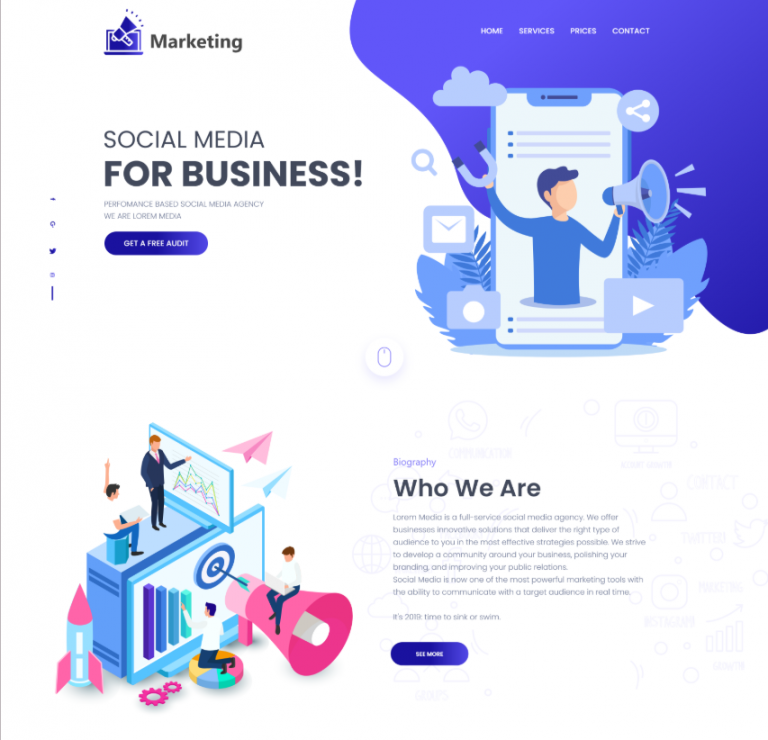 Marketing
HOME SERVICES PRICES CONTACT
SOCIAL MEDIA
FOR BUSINESS!
PERFOMANCE BASED SOCIAL MEDIA AGENCY
WE ARE LOREM MEDIA
GET A FREE AUDIT
Biography
Who We Are
Lorem Media is a full-service social media agency. We offer
businesses innovative solutions that deliver the right type of
audience to you in the most effective strategies possible. We strive
to develop a community around your business, polishing your
branding, and improving your public relations.
Social Media is now one of the most powerful marketing tools with
the ability to communicate with a target audience in real time.
It's 2019: time to sink or swim.
SEE MORE
COMMUNICATION
CONTACT
TWITTER
MARKETING
INSTAGRAM
GROWTH
GROUPS